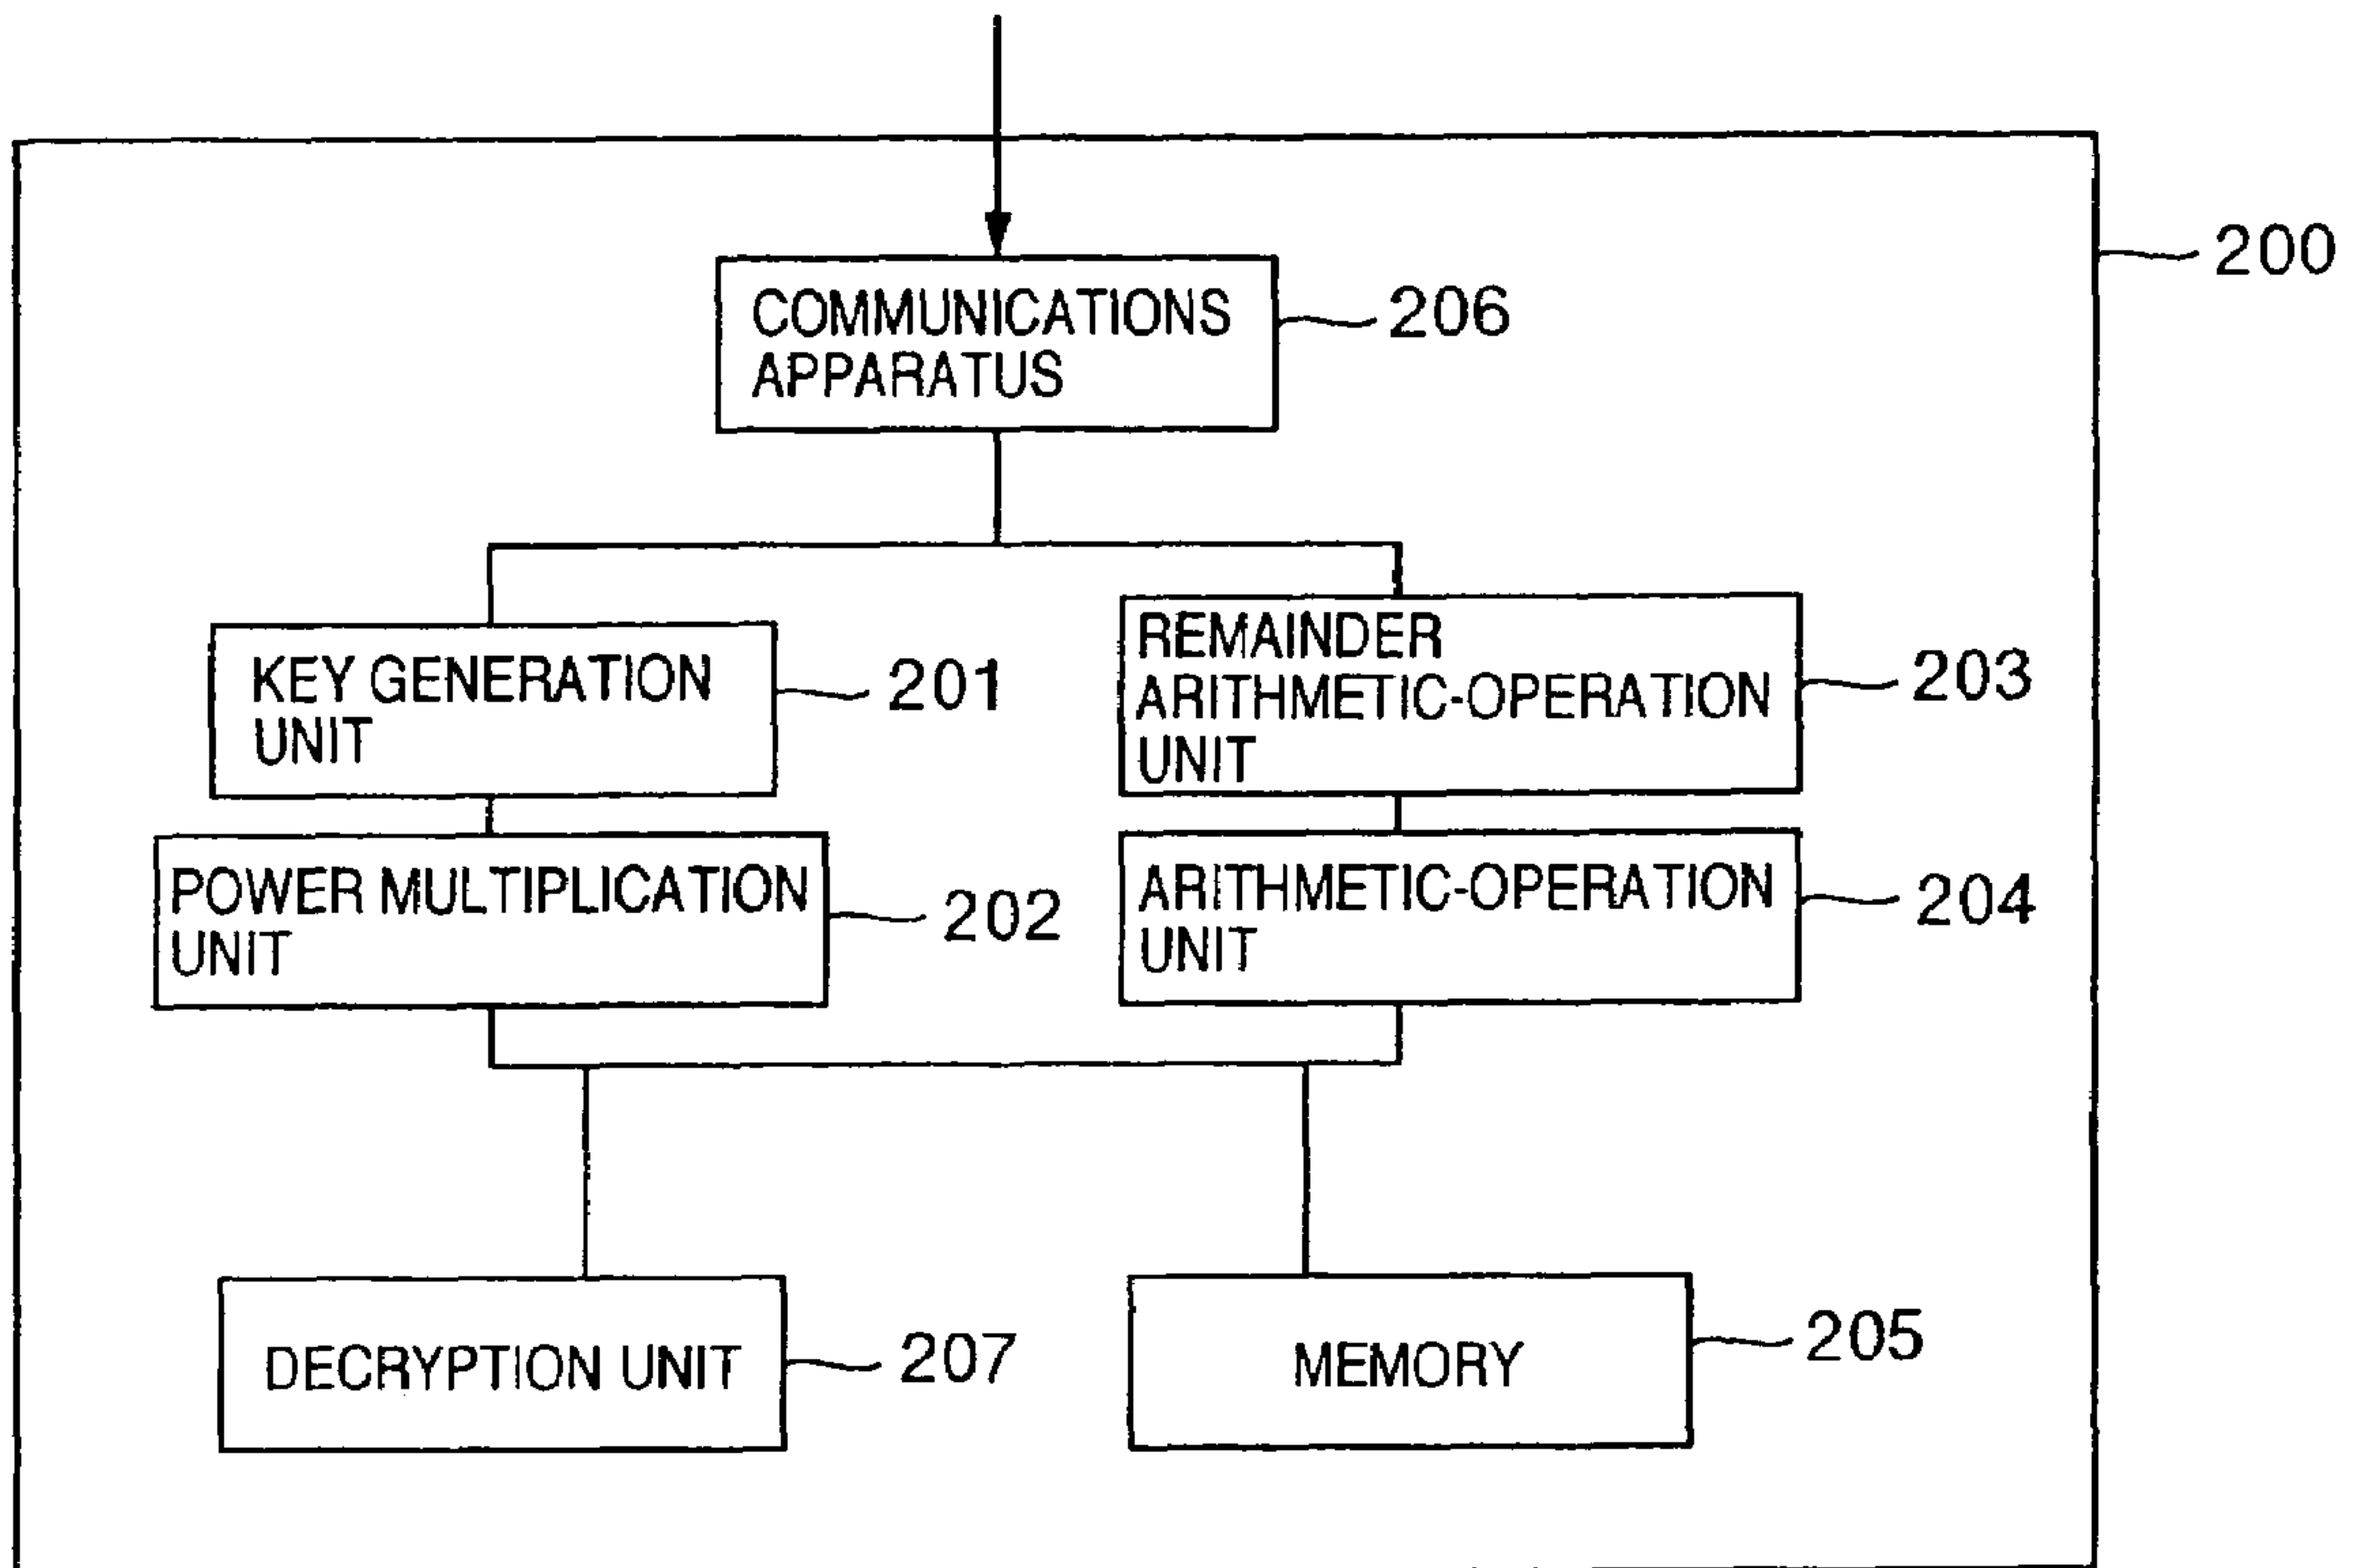 200
COMMUNICATIONS
APPARATUS
206
KEY GENERATION
UNIT
201
REMAINDER
ARITHMETIC-OPERATION
UNIT
203
POWER MULTIPLICATION
UNIT
202
ARITHMETIC-OPERATION
UNIT
204
DECRYPTION UNIT
207
MEMORY
205